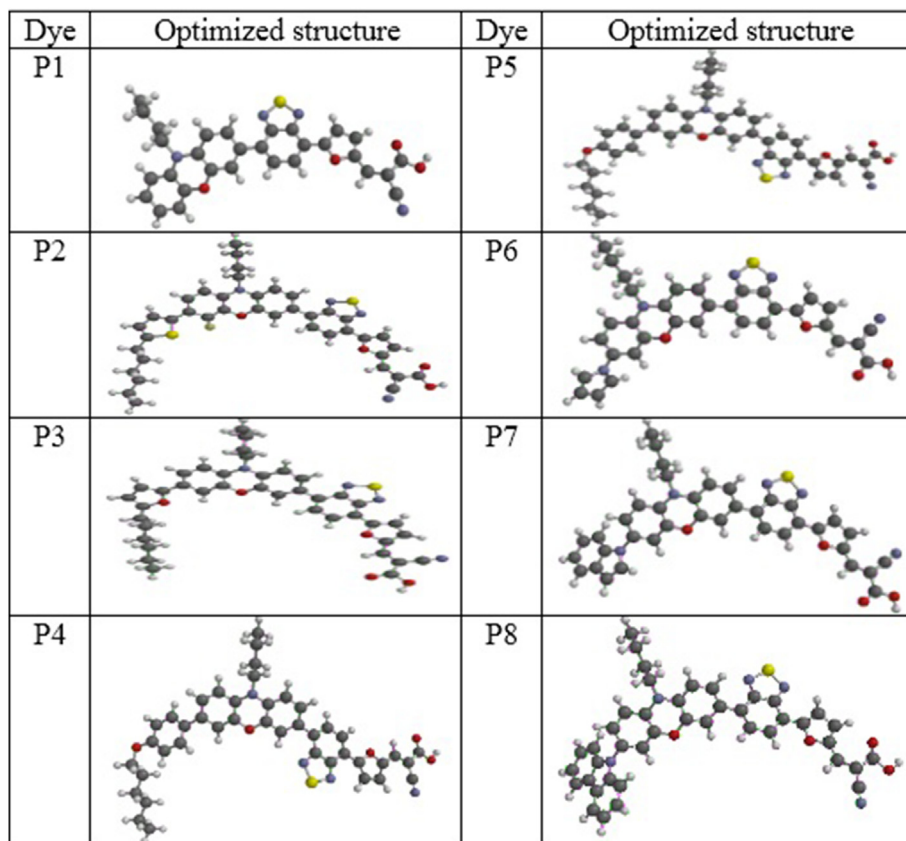 Dye Optimized structure Dye Optimized structure
P1 P5
P2 P6
P3 P7
P4 P8